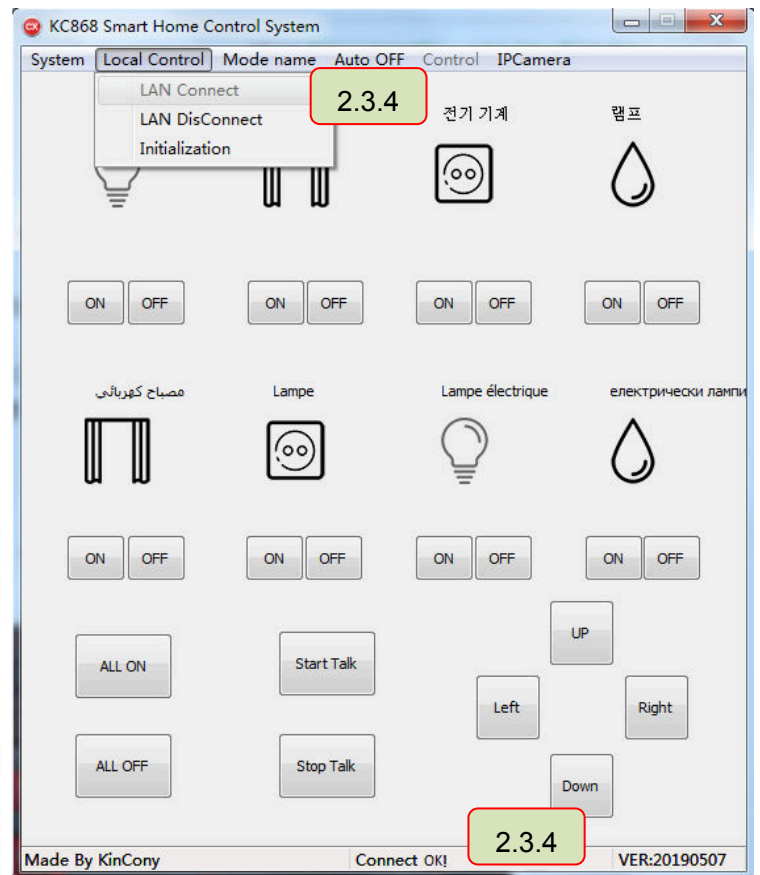 KC868 Smart Home Control System
System Local Control Mode name Auto OFF Control IPCamera
LAN Connect
LAN DisConnect
Initialization
2.3.4
전기 기계
램프
ON OFF ON OFF ON OFF ON OFF
مصباح كهربائي
Lampe
Lampe électrique
електрически лампи
ON OFF ON OFF ON OFF ON OFF
ALL ON
Start Talk
UP
Left
Right
ALL OFF
Stop Talk
Down
2.3.4
Made By KinCony
Connect OK!
VER:20190507